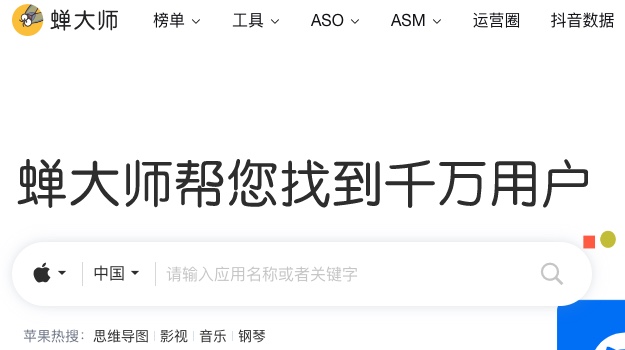 蝉大师 榜单 工具 ASO ASM 运营圈 抖音数据
蝉大师帮您找到千万用户
中国 请输入应用名称或者关键字
苹果热搜: 思维导图 影视 音乐 钢琴